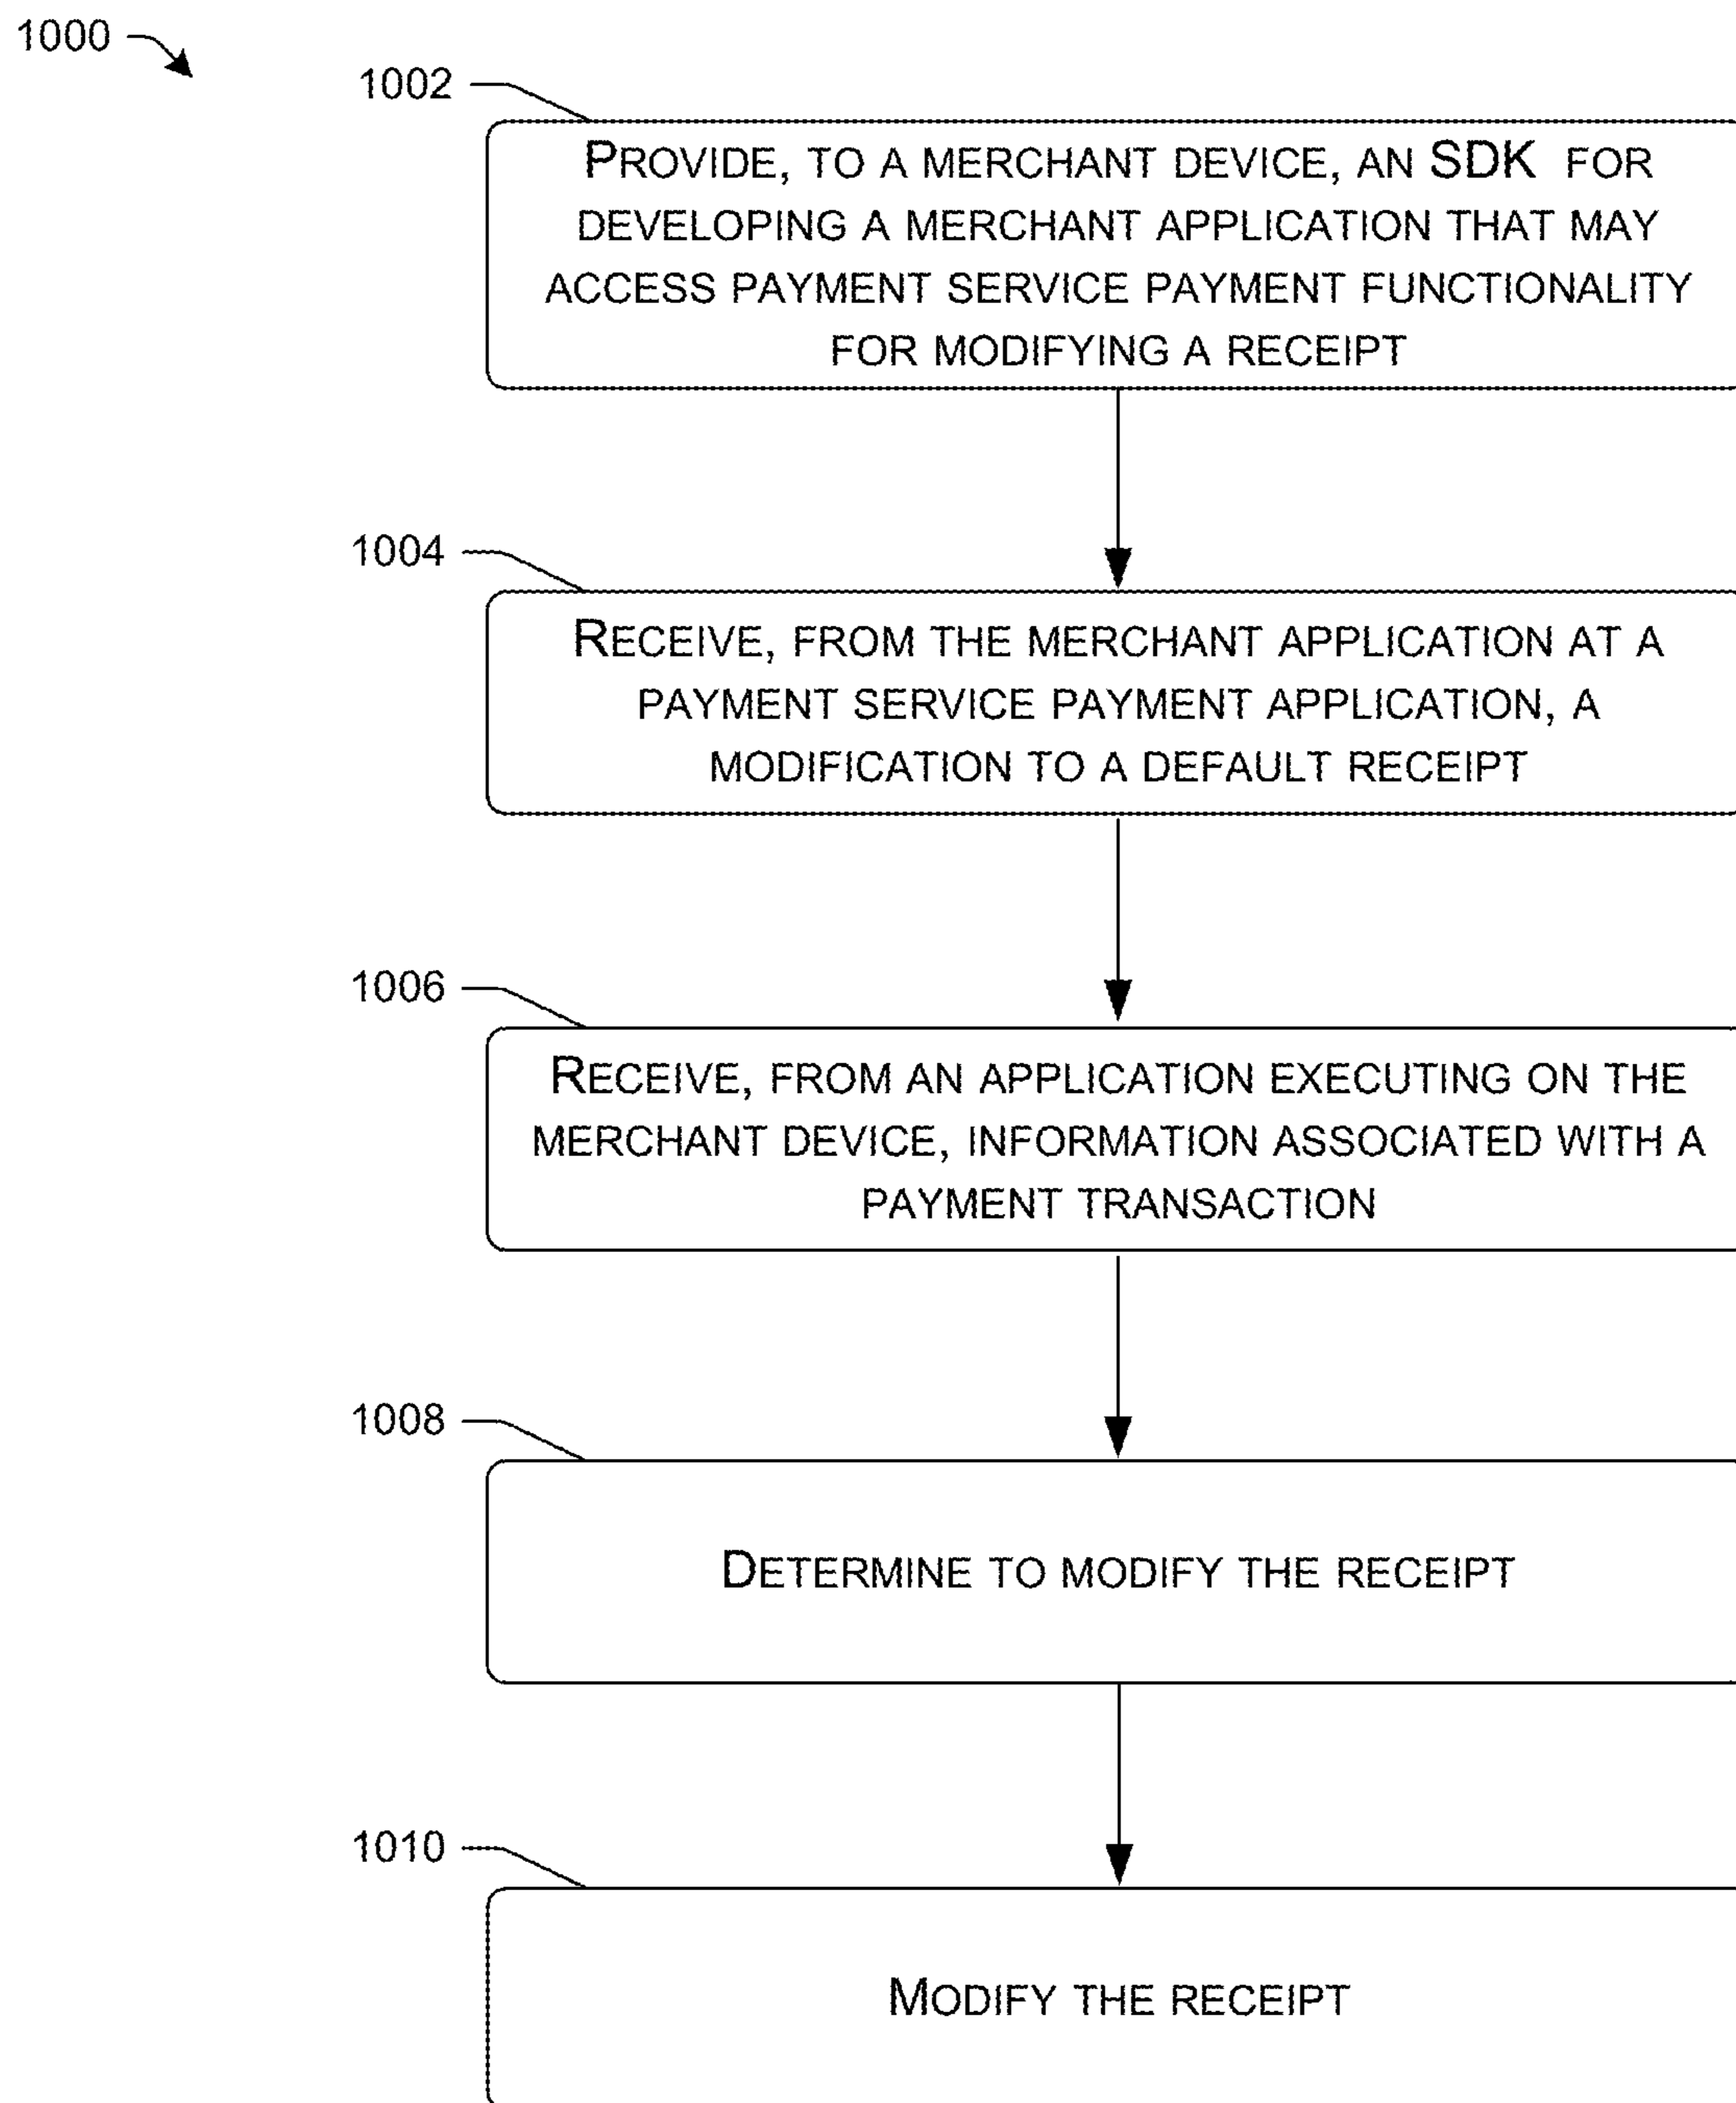 1000
1002
PROVIDE, TO A MERCHANT DEVICE, AN SDK FOR
DEVELOPING A MERCHANT APPLICATION THAT MAY
ACCESS PAYMENT SERVICE PAYMENT FUNCTIONALITY
FOR MODIFYING A RECEIPT
1004
RECEIVE, FROM THE MERCHANT APPLICATION AT A
PAYMENT SERVICE PAYMENT APPLICATION, A
MODIFICATION TO A DEFAULT RECEIPT
1006
RECEIVE, FROM AN APPLICATION EXECUTING ON THE
MERCHANT DEVICE, INFORMATION ASSOCIATED WITH A
PAYMENT TRANSACTION
1008
DETERMINE TO MODIFY THE RECEIPT
1010
MODIFY THE RECEIPT